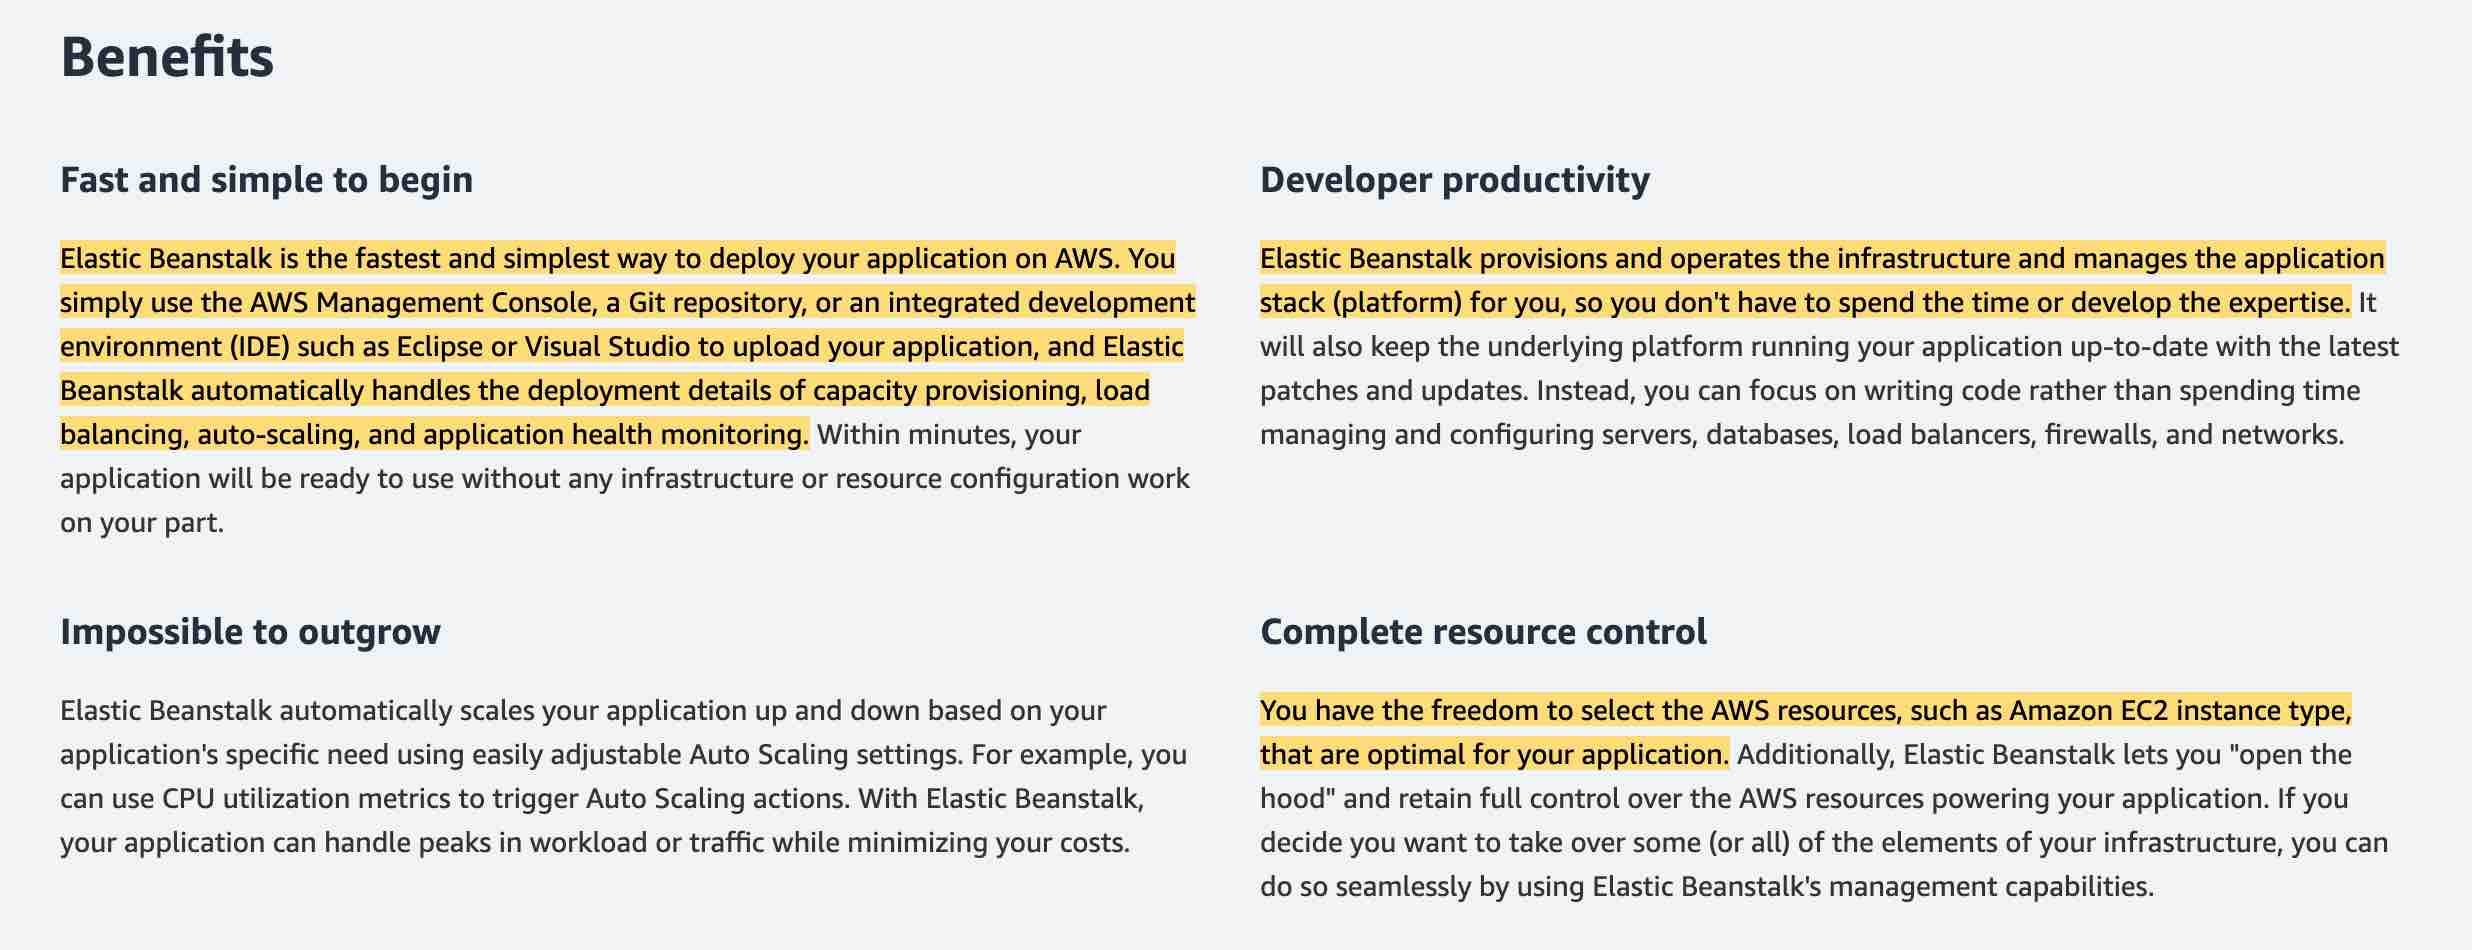 Benefits
Fast and simple to begin
Elastic Beanstalk is the fastest and simplest way to deploy your application on AWS. You
simply use the AWS Management Console, a Git repository, or an integrated development
environment (IDE) such as Eclipse or Visual Studio to upload your application, and Elastic
Beanstalk automatically handles the deployment details of capacity provisioning, load
balancing, auto-scaling, and application health monitoring. Within minutes, your
application will be ready to use without any infrastructure or resource configuration work
on your part.
Developer productivity
Elastic Beanstalk provisions and operates the infrastructure and manages the application
stack (platform) for you, so you don't have to spend the time or develop the expertise. It
will also keep the underlying platform running your application up-to-date with the latest
patches and updates. Instead, you can focus on writing code rather than spending time
managing and configuring servers, databases, load balancers, firewalls, and networks.
Impossible to outgrow
Elastic Beanstalk automatically scales your application up and down based on your
application's specific need using easily adjustable Auto Scaling settings. For example, you
can use CPU utilization metrics to trigger Auto Scaling actions. With Elastic Beanstalk,
your application can handle peaks in workload or traffic while minimizing your costs.
Complete resource control
You have the freedom to select the AWS resources, such as Amazon EC2 instance type,
that are optimal for your application. Additionally, Elastic Beanstalk lets you "open the
hood" and retain full control over the AWS resources powering your application. If you
decide you want to take over some (or all) of the elements of your infrastructure, you can
do so seamlessly by using Elastic Beanstalk's management capabilities.